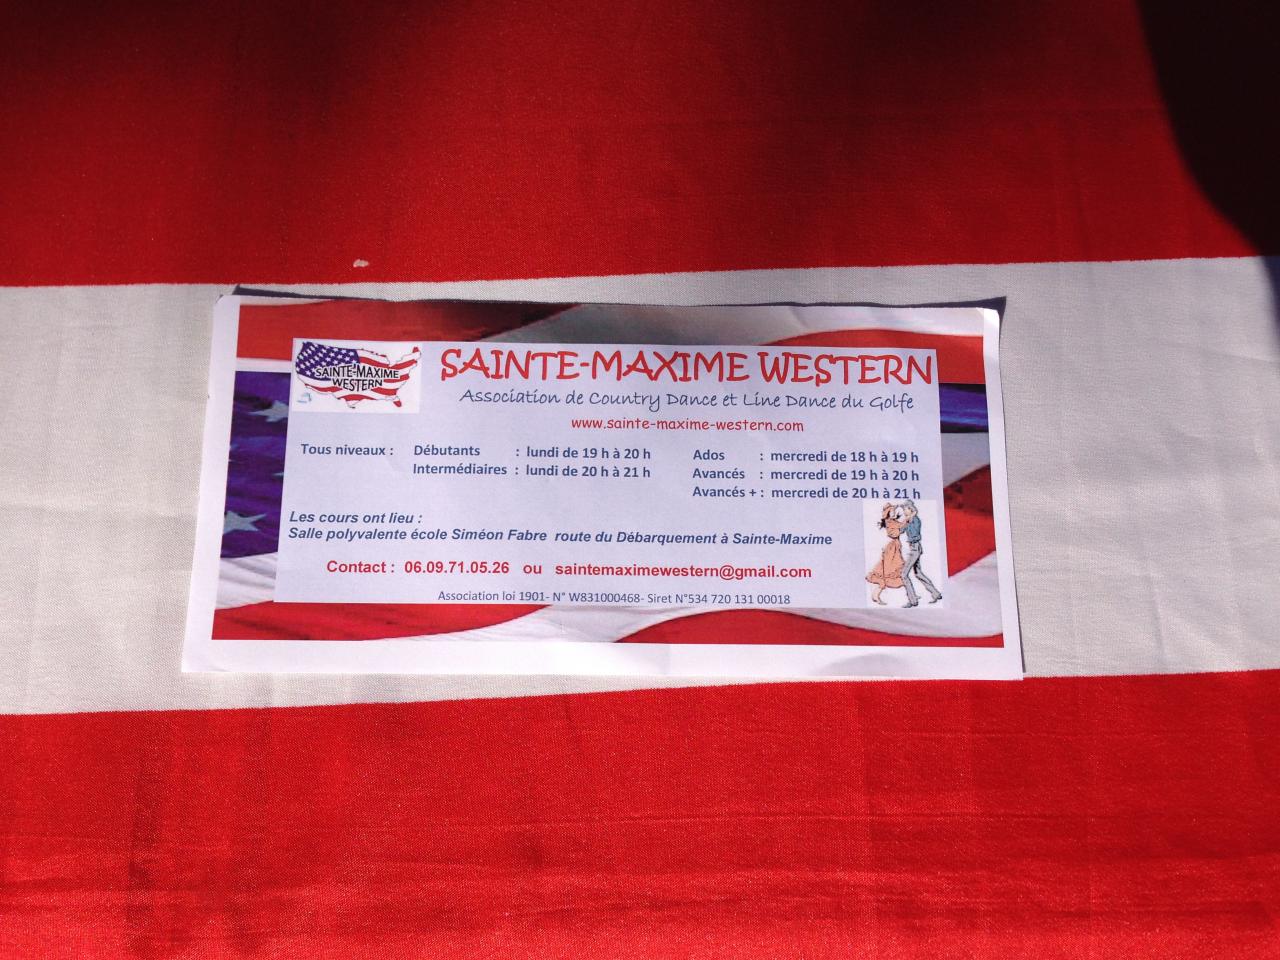 SAINTE-MAXIME
WESTERN
SAINTE-MAXIME WESTERN
Association de Country Dance et Line Dance du Golfe
www.sainte-maxime-western.com
Tous niveaux : Débutants : lundi de 19 h à 20 h
Intermédiaires : lundi de 20 h à 21 h
Ados : mercredi de 18 h à 19 h
Avancés : mercredi de 19 h à 20 h
Avancés + : mercredi de 20 h à 21 h
Les cours ont lieu :
Salle polyvalente école Siméon Fabre route du Débarquement à Sainte-Maxime
Contact : 06.09.71.05.26 ou saintemaximewestern@gmail.com
Association loi 1901- N° W831000468- Siret N°534 720 131 00018